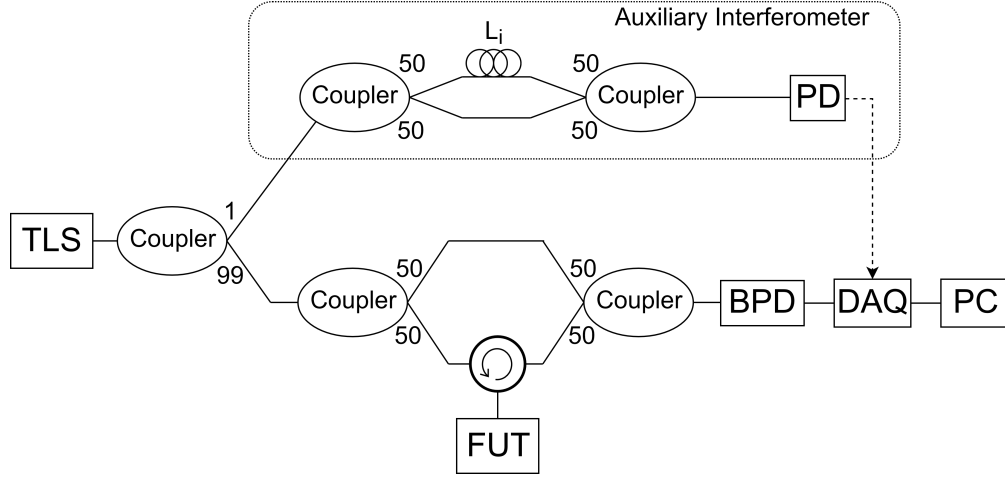 Auxiliary Interferometer
Li
50
50
Coupler
Coupler
PD
50
50
1
TLS
Coupler
99
50
50
Coupler
Coupler
BPD
DAQ
PC
50
50
FUT